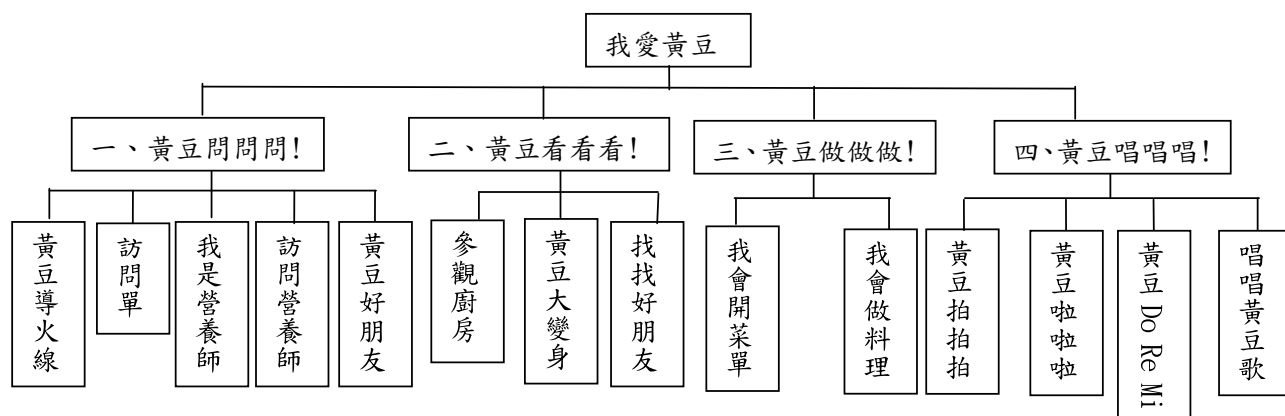 我愛黃豆
一、黃豆問問問!
二、黃豆看看看!
三、黃豆做做做!
四、黃豆唱唱唱!
黃豆導火線
訪問單
我是營養師
訪問營養師
黃豆好朋友
參觀廚房
黃豆大變身
找找好朋友
我會開菜單
我會做料理
黃豆拍拍拍
黃豆啦啦啦
黃豆 Do Re Mi
唱唱黃豆歌